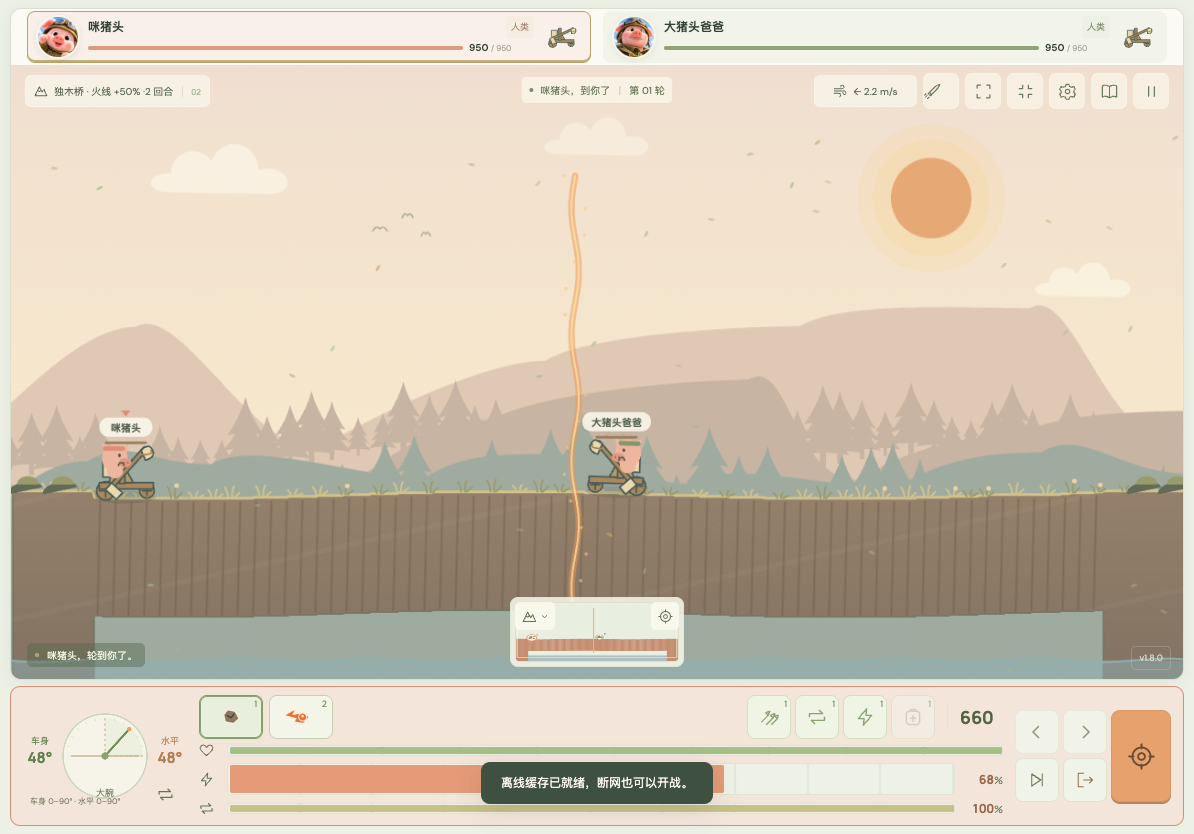 咪猪头
人类
950 / 950
大猪头爸爸
人类
950 / 950
独木桥 · 火线 +50% ·2 回合 02
咪猪头，到你了 第 01 轮
← 2.2 m/s
咪猪头
大猪头爸爸
咪猪头，轮到你了。
v1.8.0
车身
48°
水平
48°
大腕
车身 0–90° · 水平 0–90°
1
2
1
1
1
1
660
68%
100%
离线缓存已就绪，断网也可以开战。